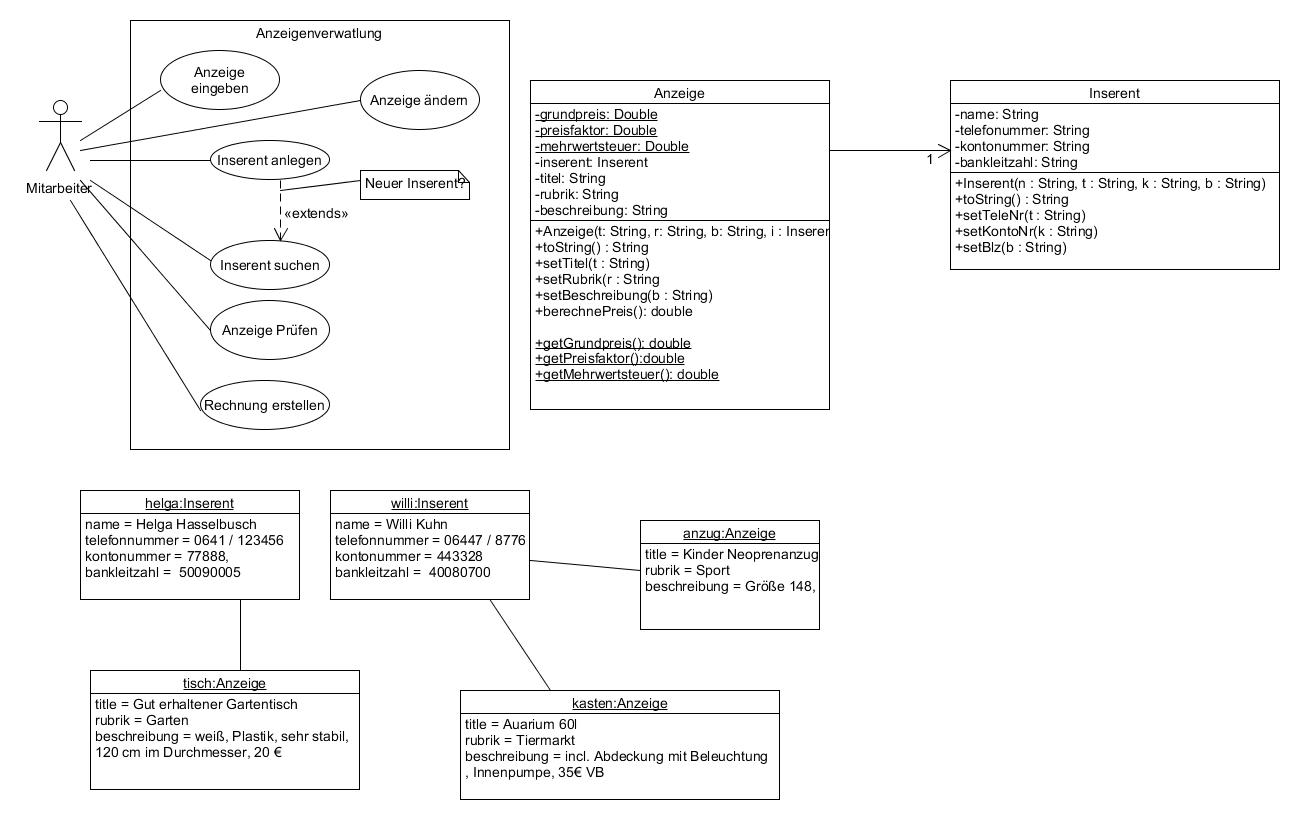 Anzeigenverwatlung
Anzeige
eingeben
Anzeige ändern
Inserent anlegen
Neuer Inserent?
Mitarbeiter
«extends»
Inserent suchen
Anzeige Prüfen
Rechnung erstellen
Anzeige
-grundpreis: Double
-preisfaktor: Double
-mehrwertsteuer: Double
-inserent: Inserent
-titel: String
-rubrik: String
-beschreibung: String
+Anzeige(t: String, r: String, b: String, i : Inserer
+toString() : String
+setTitel(t : String)
+setRubrik(r : String
+setBeschreibung(b : String)
+berechnePreis(): double
+getGrundpreis(): double
+getPreisfaktor():double
+getMehrwertsteuer(): double
1
Inserent
-name: String
-telefonummer: String
-kontonummer: String
-bankleitzahl: String
+Inserent(n : String, t : String, k : String, b : String)
+toString() : String
+setTeleNr(t : String)
+setKontoNr(k : String)
+setBlz(b : String)
helga:Inserent
name = Helga Hasselbusch
telefonnummer = 0641 / 123456
kontonummer = 77888,
bankleitzahl =  50090005
willi:Inserent
name = Willi Kuhn
telefonnummer = 06447 / 8776
kontonummer = 443328
bankleitzahl =  40080700
anzug:Anzeige
title = Kinder Neoprenanzug
rubrik = Sport
beschreibung = Größe 148,
tisch:Anzeige
title = Gut erhaltener Gartentisch
rubrik = Garten
beschreibung = weiß, Plastik, sehr stabil,
120 cm im Durchmesser, 20 €
kasten:Anzeige
title = Auarium 60l
rubrik = Tiermarkt
beschreibung = incl. Abdeckung mit Beleuchtung
, Innenpumpe, 35€ VB